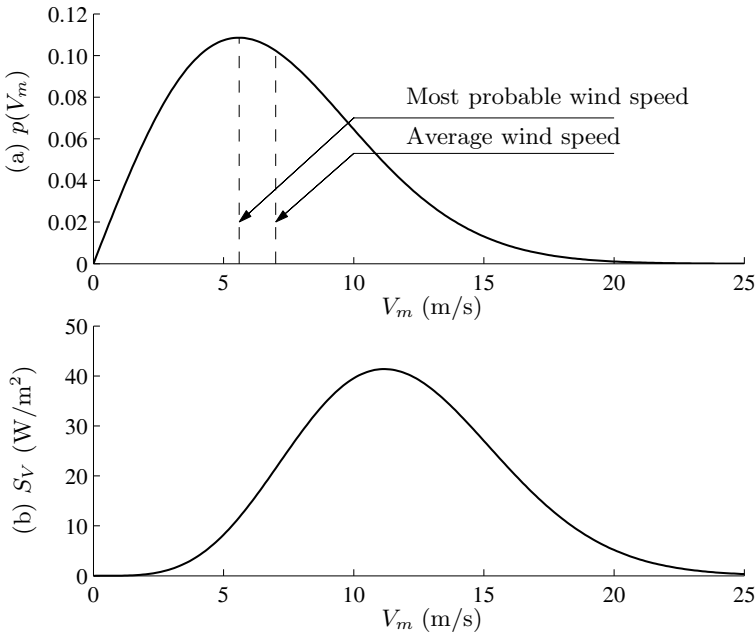 0.12
0.10
0.08
0.06
0.04
0.02
0
(a) p(V_m)
Most probable wind speed
Average wind speed
0 5 10 15 20 25
V_m (m/s)
50
40
30
20
10
0
(b) S_V (W/m²)
0 5 10 15 20 25
V_m (m/s)